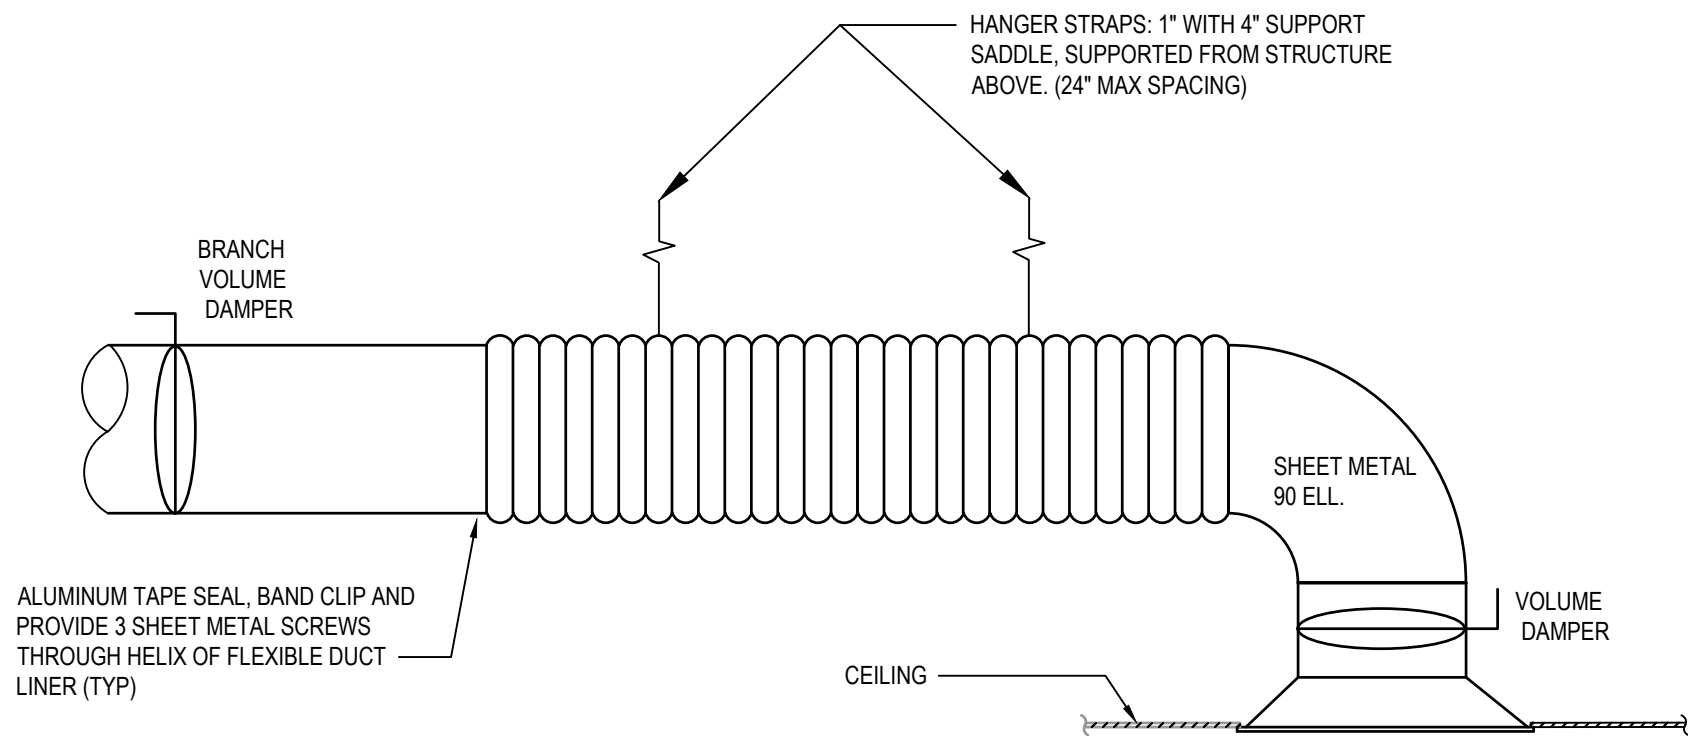 HANGER STRAPS: 1" WITH 4" SUPPORT
SADDLE, SUPPORTED FROM STRUCTURE
ABOVE. (24" MAX SPACING)
BRANCH
VOLUME
DAMPER
SHEET METAL
90 ELL.
ALUMINUM TAPE SEAL, BAND CLIP AND
PROVIDE 3 SHEET METAL SCREWS
THROUGH HELIX OF FLEXIBLE DUCT
LINER (TYP)
VOLUME
DAMPER
CEILING